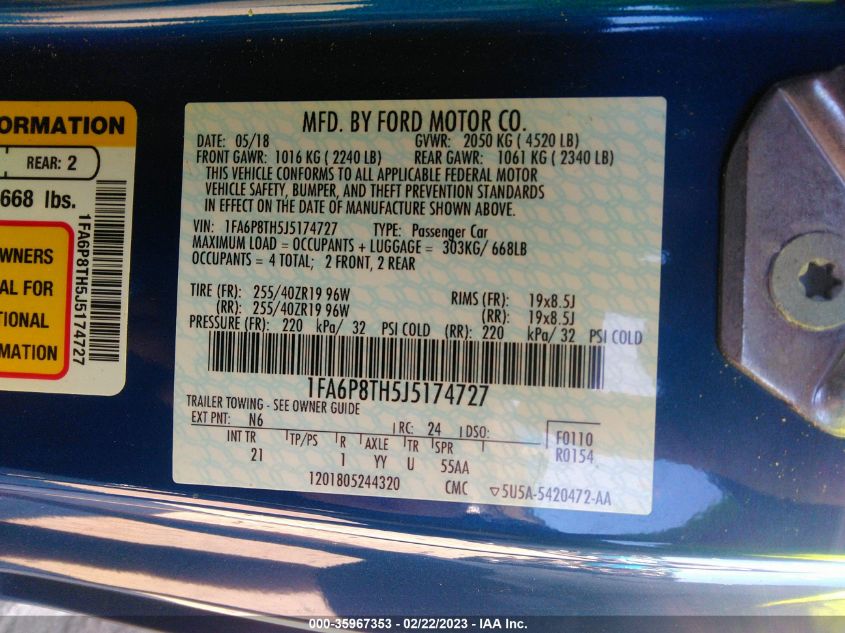 ORMATION
REAR: 2
668 lbs.
1FA6P8TH5J5174727
OWNERS
AL FOR
TIONAL
RMATION
MFD. BY FORD MOTOR CO.
DATE: 05/18 GVWR: 2050 KG (4520 LB)
FRONT GAWR: 1016 KG (2240 LB) REAR GAWR: 1061 KG (2340 LB)
THIS VEHICLE CONFORMS TO ALL APPLICABLE FEDERAL MOTOR
VEHICLE SAFETY, BUMPER, AND THEFT PREVENTION STANDARDS
IN EFFECT ON THE DATE OF MANUFACTURE SHOWN ABOVE.
VIN: 1FA6P8TH5J5174727 TYPE: Passenger Car
MAXIMUM LOAD = OCCUPANTS + LUGGAGE = 303KG/ 668LB
OCCUPANTS = 4 TOTAL; 2 FRONT, 2 REAR
TIRE (FR): 255/40ZR19 96W RIMS (FR): 19x8.5J
(RR): 255/40ZR19 96W (RR): 19x8.5J
PRESSURE (FR): 220 kPa/ 32 PSI COLD (RR): 220 kPa/ 32 PSI COLD
1FA6P8TH5J5174727
TRAILER TOWING - SEE OWNER GUIDE
EXT PNT: N6 RC: 24 DSO:
INT TR TP/PS R AXLE TR SPR F0110
21 1 YY U 55AA R0154
1201805244320 CMC ▽5U5A-5420472-AA
000-35967353 - 02/22/2023 - IAA Inc.